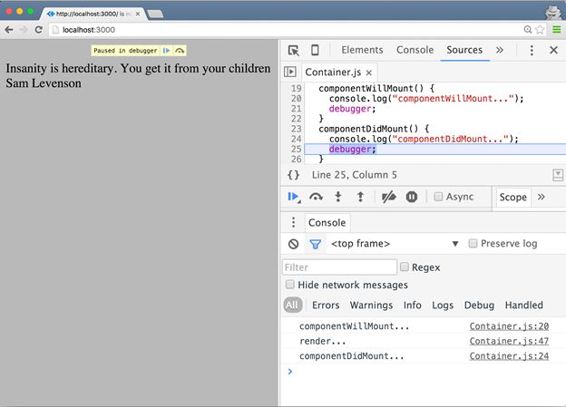 http://localhost:3000/ is n
localhost:3000
Paused in debugger
Insanity is hereditary. You get it from your children
Sam Levenson
Elements Console Sources »
Container.js ×
19 componentWillMount() {
20 console.log("componentWillMount...");
21 debugger;
22 }
23 componentDidMount() {
24 console.log("componentDidMount...");
25 debugger;
26 }
{} Line 25, Column 5
Async Scope »
Console
<top frame> Preserve log
Filter Regex
Hide network messages
All Errors Warnings Info Logs Debug Handled
componentWillMount... Container.js:20
render... Container.js:47
componentDidMount... Container.js:24